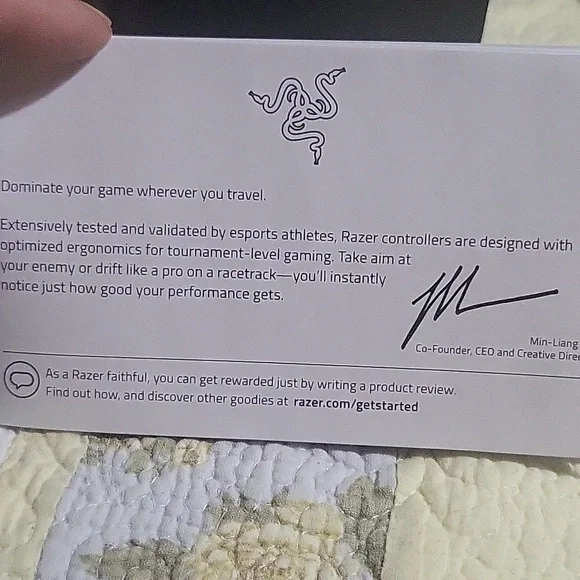 Dominate your game wherever you travel.
Extensively tested and validated by esports athletes, Razer controllers are designed with
optimized ergonomics for tournament-level gaming. Take aim at
your enemy or drift like a pro on a racetrack—you'll instantly
notice just how good your performance gets.
Min-Liang
Co-Founder, CEO and Creative Direc
As a Razer faithful, you can get rewarded just by writing a product review.
Find out how, and discover other goodies at razer.com/getstarted